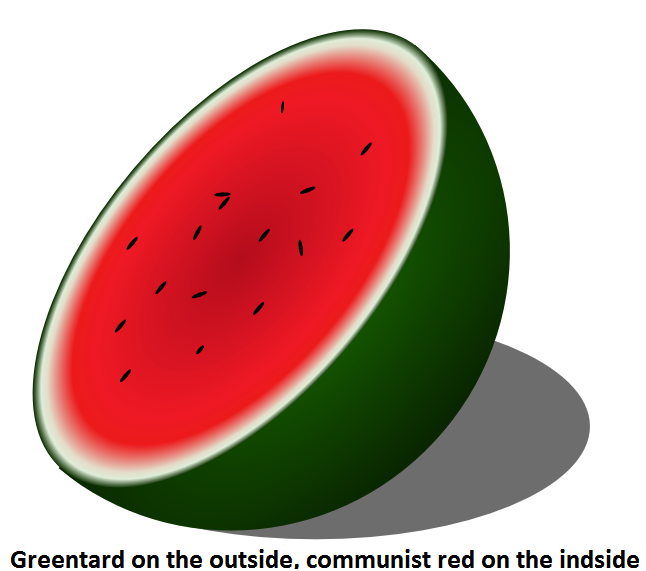 Greentard on the outside, communist red on the indside